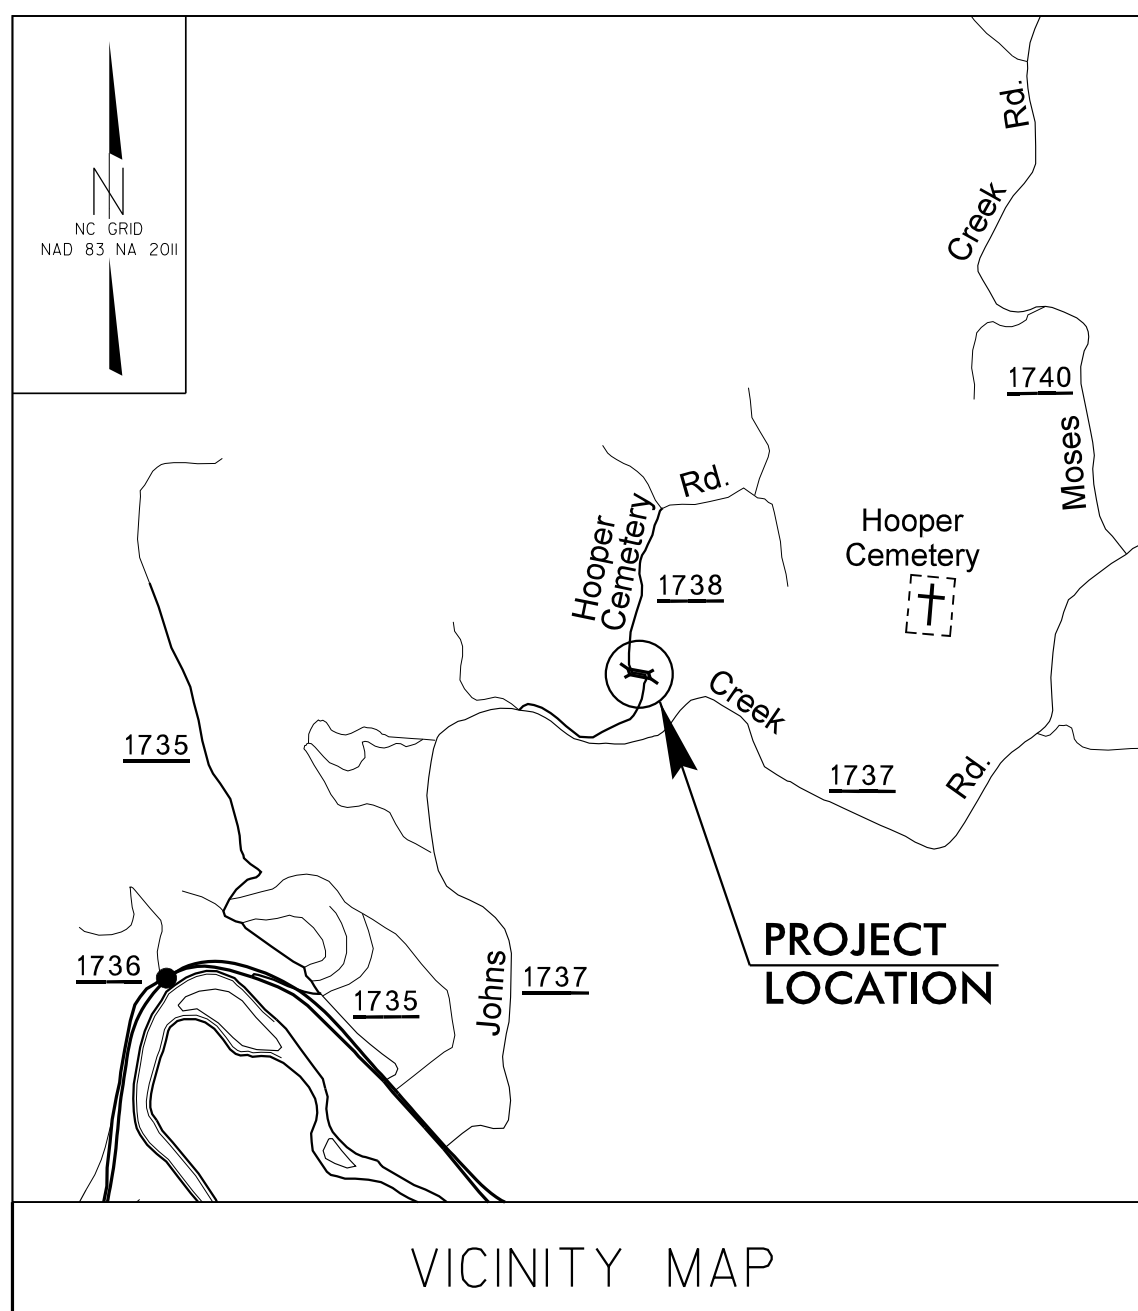 N
NC GRID
NAD 83 NA 2011
Rd.
Creek
1740
Moses
Rd.
Hooper
Cemetery
1738
Hooper
Cemetery
Creek
1735
1737
Rd.
PROJECT
LOCATION
1736
1735
Johns
1737
VICINITY MAP